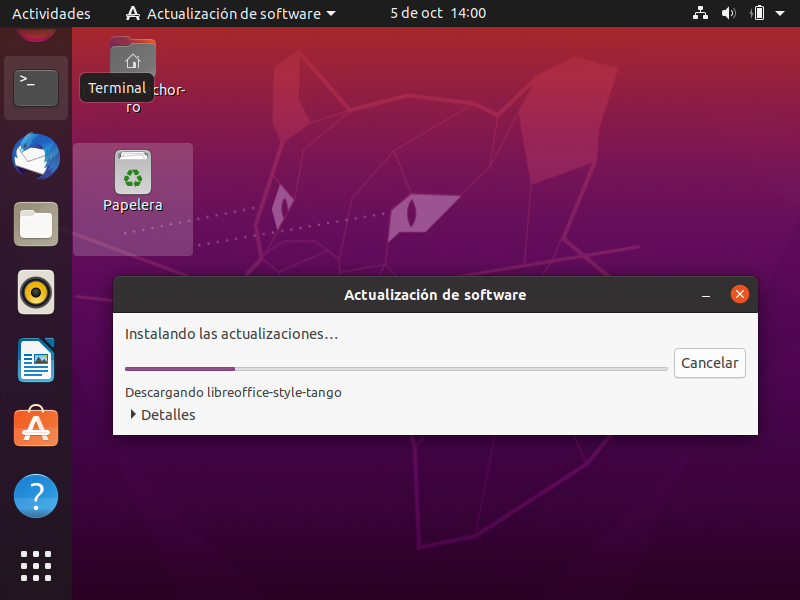 Actividades
Actualización de software
5 de oct 14:00
>_
Terminal
chor-
ro
Papelera
Actualización de software
Instalando las actualizaciones…
Cancelar
Descargando libreoffice-style-tango
Detalles
?